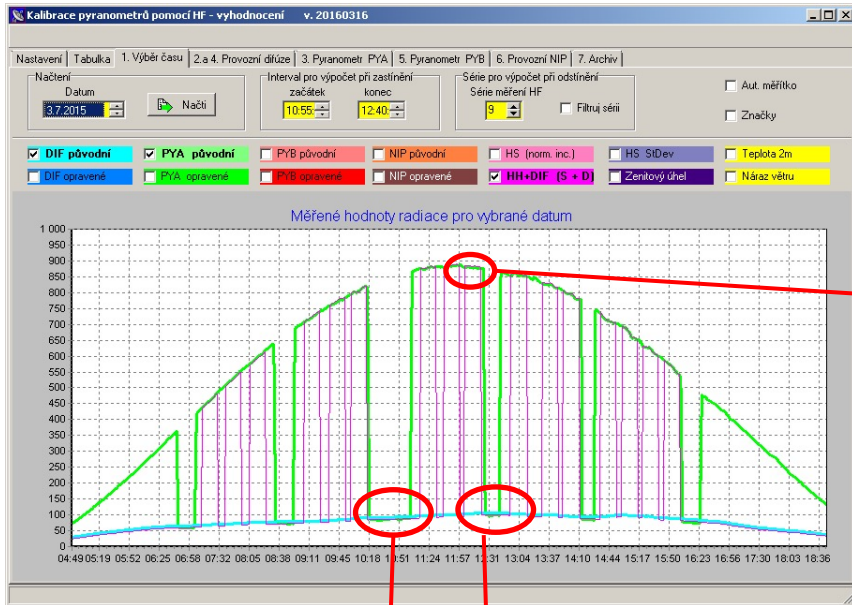 Kalibrace pyranometrů pomocí HF - vyhodnocení v. 20160316
Nastavení Tabulka 1. Výběr času 2.a 4. Provozní difúze 3. Pyranometr PYA 5. Pyranometr PYB 6. Provozní NIP 7. Archiv
Načtení Interval pro výpočet při zastínění Série pro výpočet při odstínění
Datum začátek konec Série měření HF Aut. měřítko
3.7.2015 Načti 10:55: 12:40: 9 Filtruj sérii
Značky
DIF původní PYA původní PYB původní NIP původní HS (norm. inc.) HS StDev Teplota 2m
DIF opravené PYA opravené PYB opravené NIP opravené HH+DIF (S + D) Zenitový úhel Náraz větru
Měřené hodnoty radiace pro vybrané datum
1 000
950
900
850
800
750
700
650
600
550
500
450
400
350
300
250
200
150
100
50
0
04:49 05:19 05:52 06:25 06:58 07:32 08:05 08:38 09:11 09:45 10:18 10:51 11:24 11:57 12:31 13:04 13:37 14:10 14:44 15:17 15:50 16:23 16:56 17:30 18:03 18:36